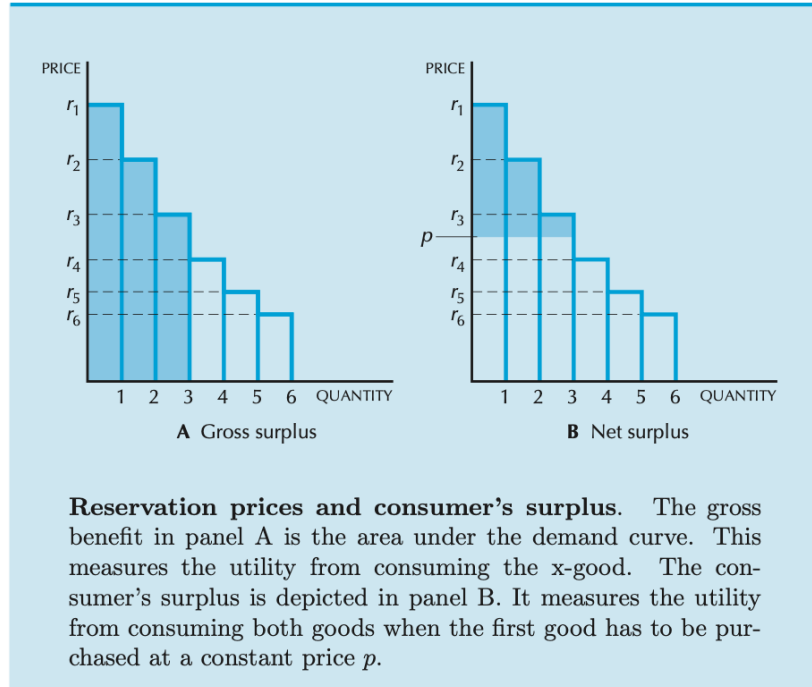 PRICE
r1
r2
r3
r4
r5
r6
1 2 3 4 5 6 QUANTITY
A Gross surplus
PRICE
r1
r2
r3
p
r4
r5
r6
1 2 3 4 5 6 QUANTITY
B Net surplus
Reservation prices and consumer's surplus. The gross
benefit in panel A is the area under the demand curve. This
measures the utility from consuming the x-good. The con-
sumer's surplus is depicted in panel B. It measures the utility
from consuming both goods when the first good has to be pur-
chased at a constant price p.